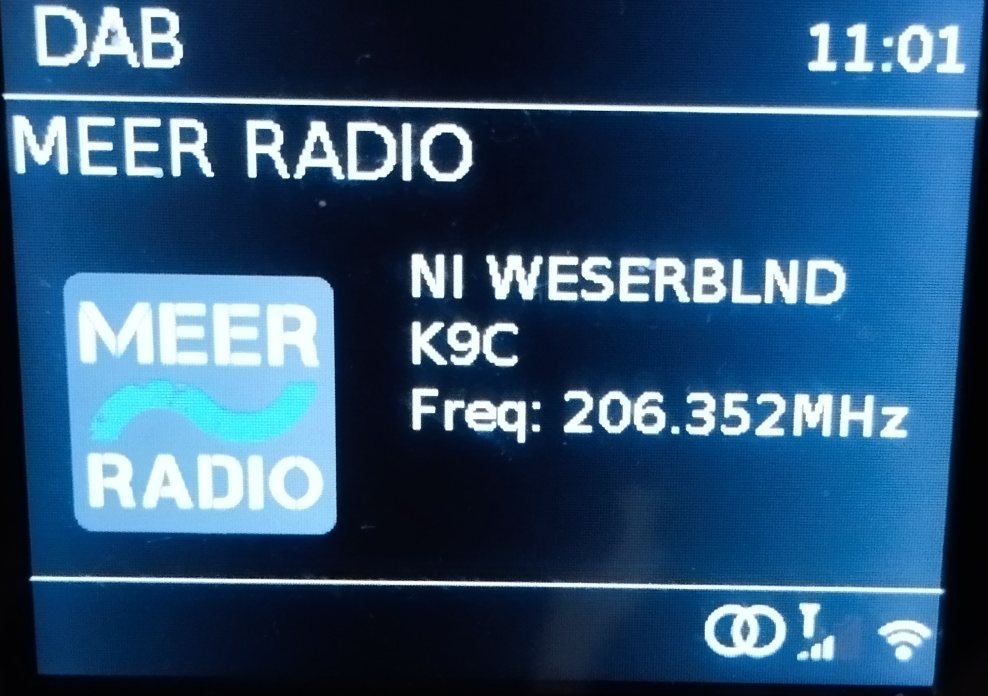 DAB
11:01
MEER RADIO
MEER
RADIO
NI WESERBLND
K9C
Freq: 206.352MHz